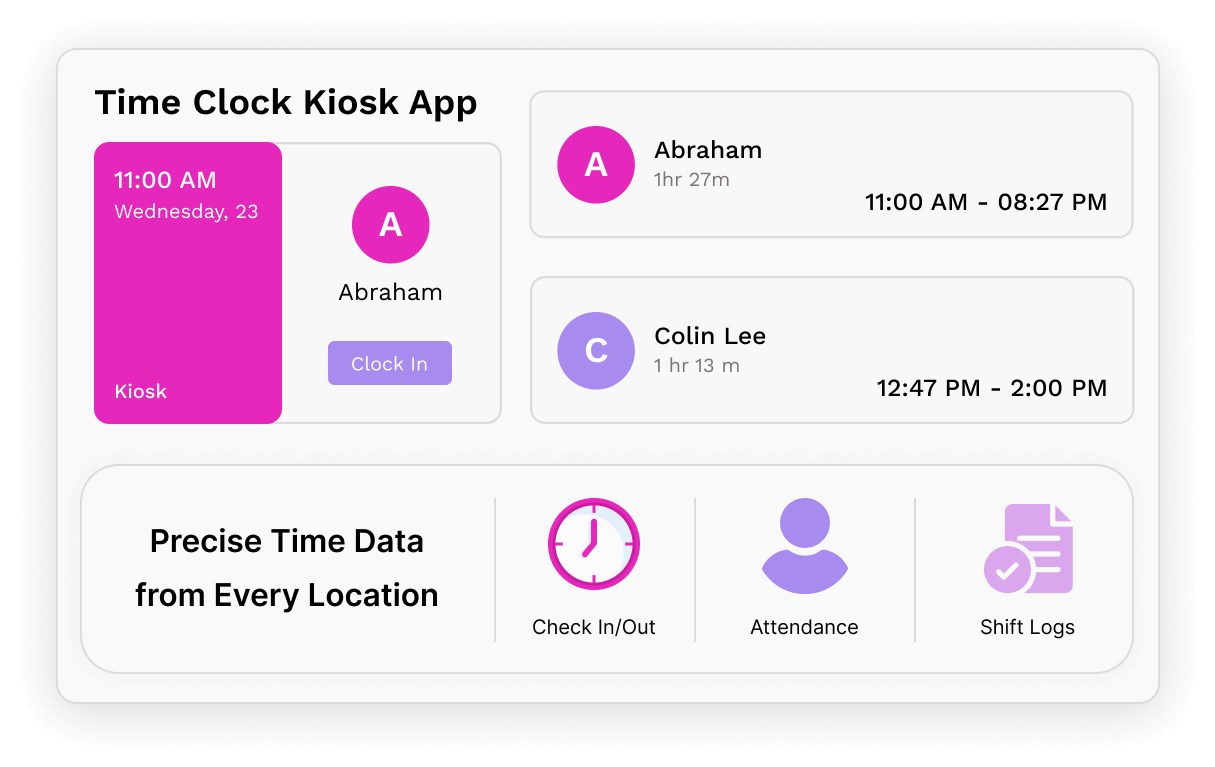 Time Clock Kiosk App
11:00 AM
Wednesday, 23
Kiosk
A
Abraham
Clock In
A
Abraham
1hr 27m
11:00 AM - 08:27 PM
C
Colin Lee
1 hr 13 m
12:47 PM - 2:00 PM
Precise Time Data
from Every Location
Check In/Out
Attendance
Shift Logs